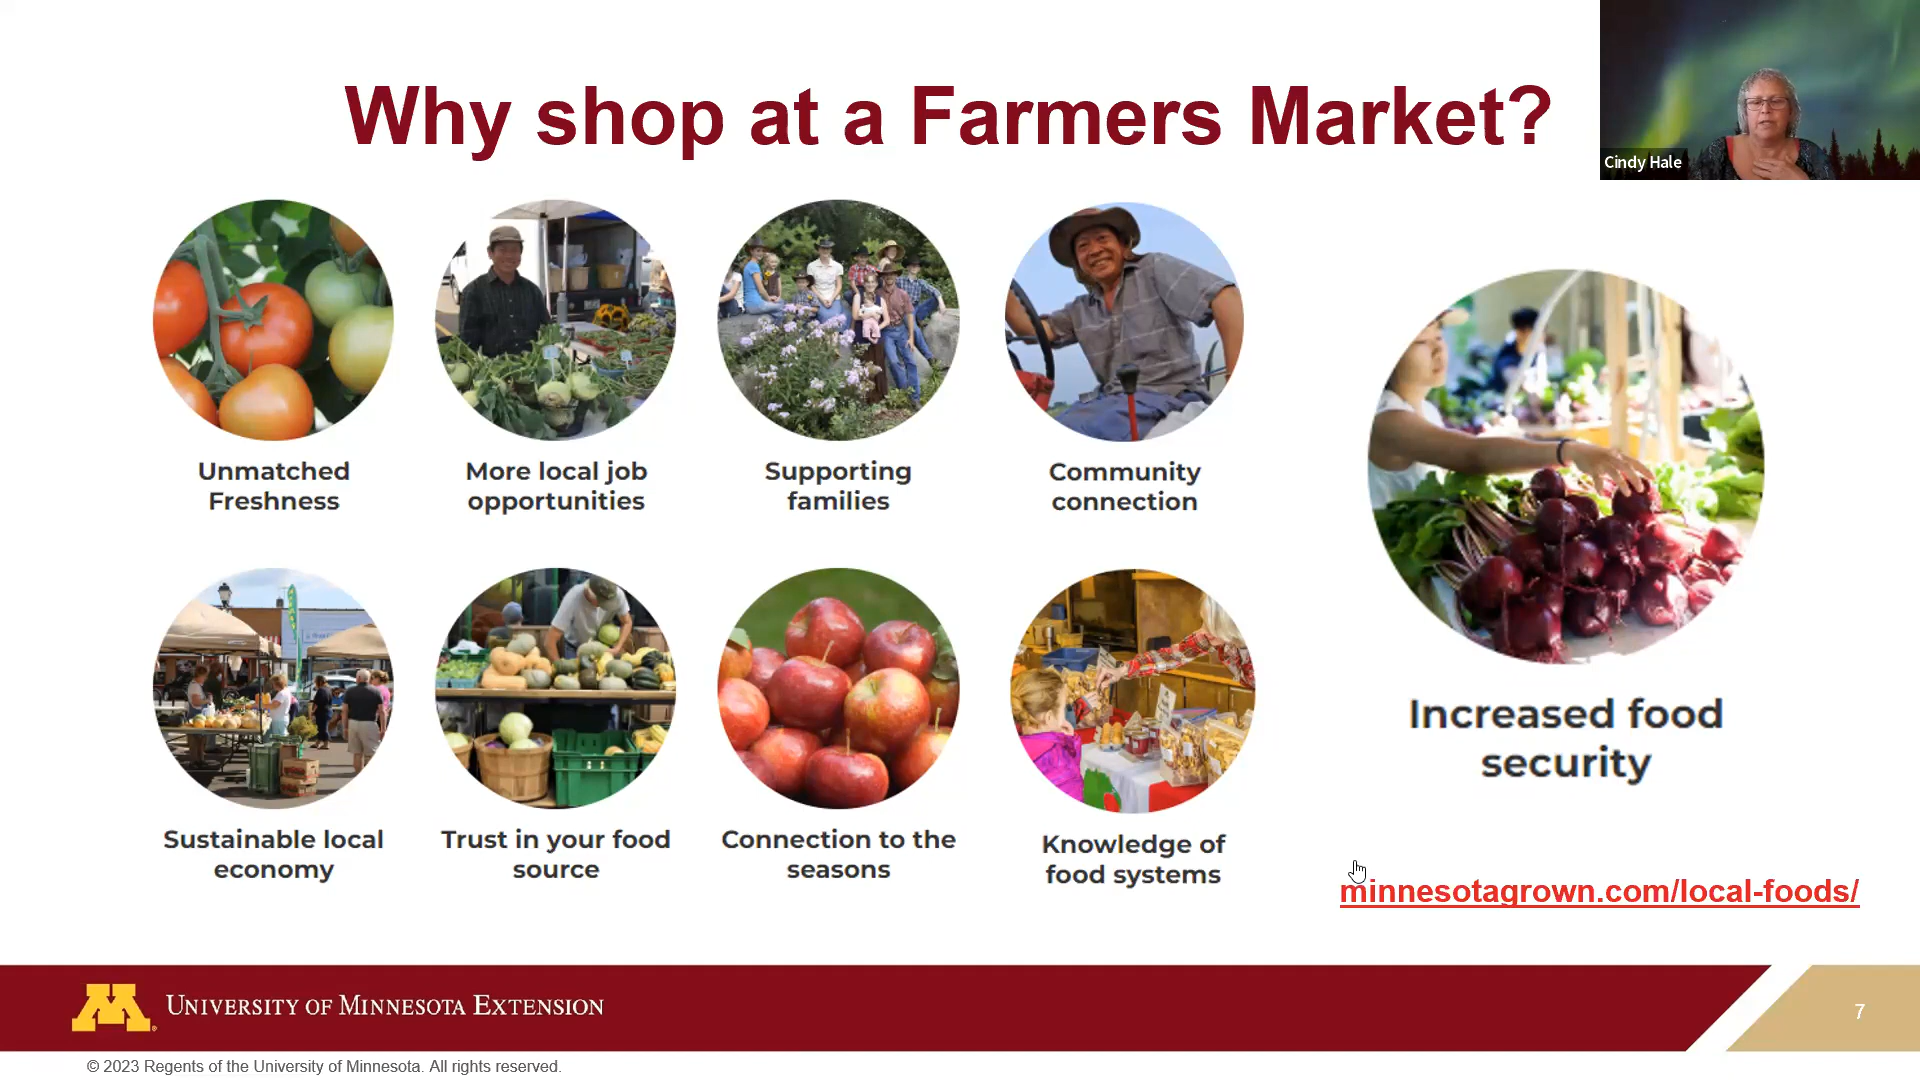 Why shop at a Farmers Market?
Cindy Hale
Unmatched
Freshness
More local job
opportunities
Supporting
families
Community
connection
Sustainable local
economy
Trust in your food
source
Connection to the
seasons
Knowledge of
food systems
Increased food
security
minnesotagrown.com/local-foods/
M
UNIVERSITY OF MINNESOTA EXTENSION
7
© 2023 Regents of the University of Minnesota. All rights reserved.